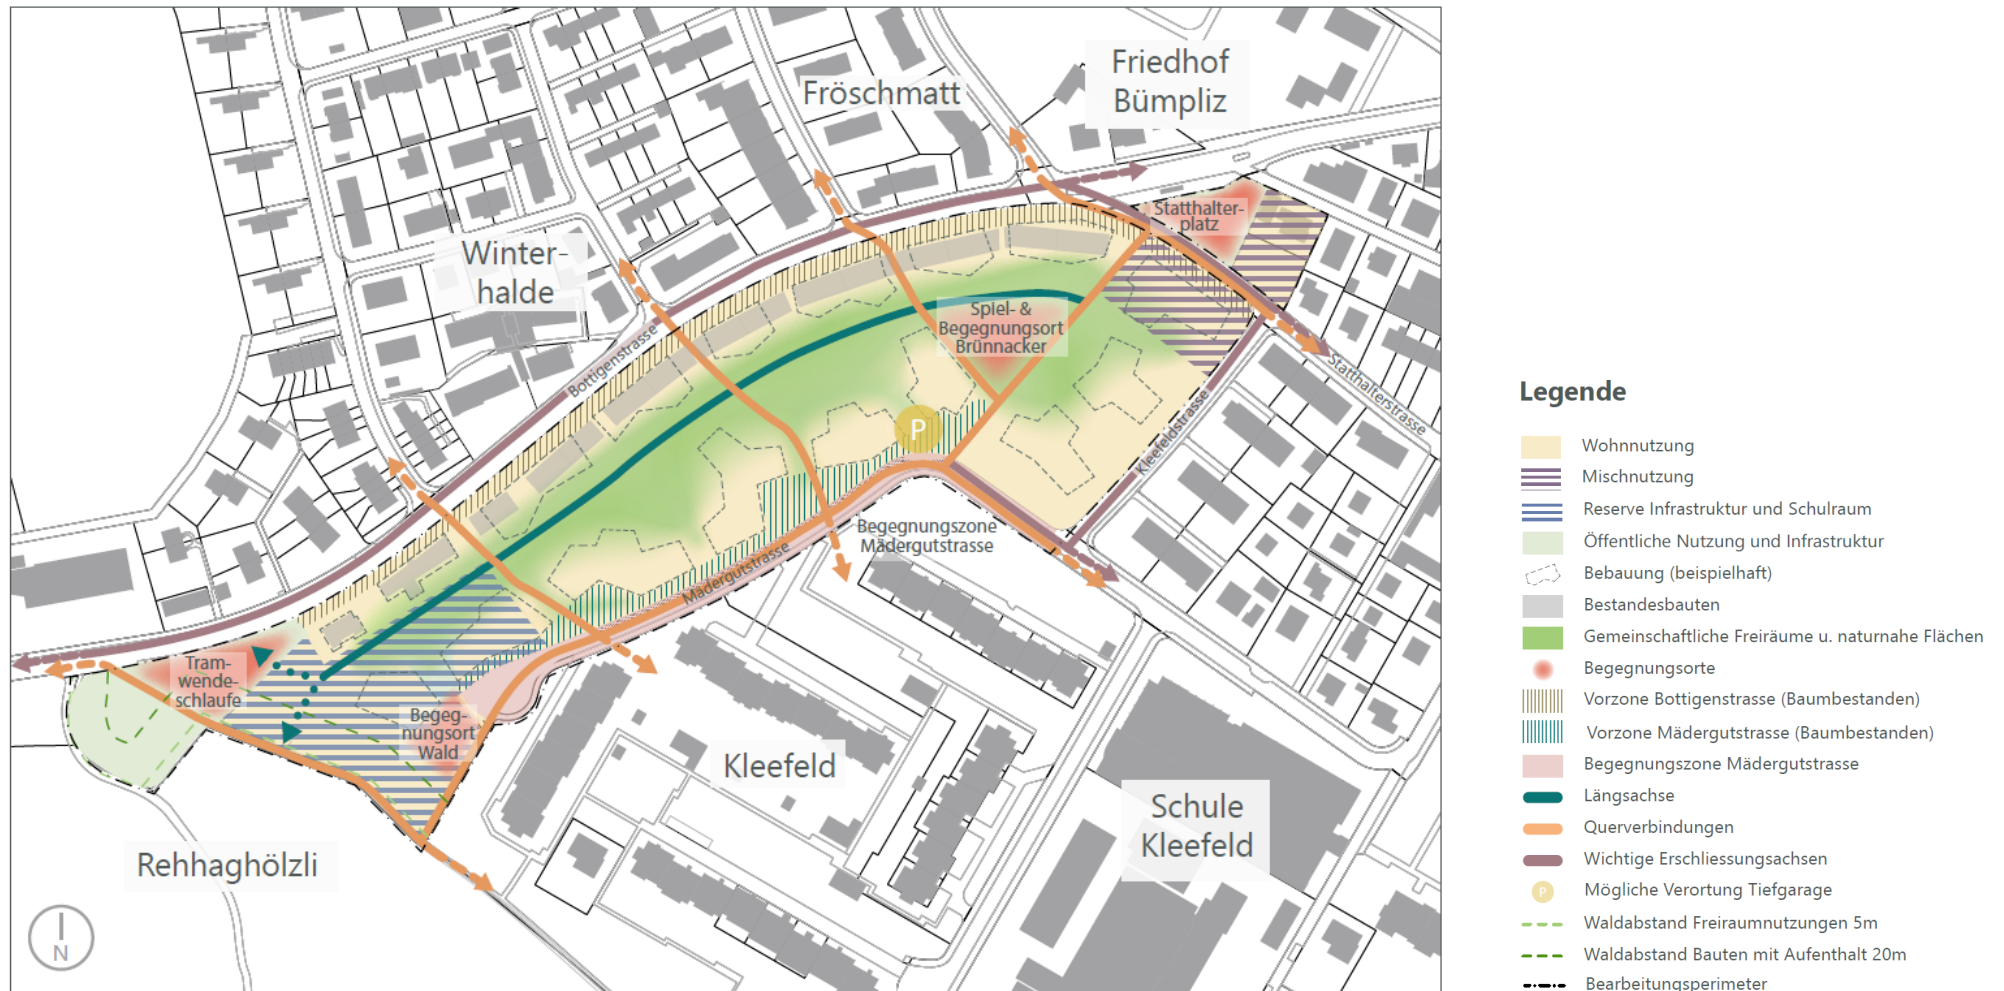 Friedhof
Bümpliz
Fröschmatt
Statthalter-
platz
Winter-
halde
Spiel- &
Begegnungsort
Brünnacker
Bottigenstrasse
Statthalterstrasse
Kleefeldstrasse
P
Begegnungszone
Mädergutstrasse
Mädergutstrasse
Tram-
wende-
schlaufe
Begeg-
nungsort
Wald
Kleefeld
Schule
Kleefeld
Rehhaghölzli
N
Legende
Wohnnutzung
Mischnutzung
Reserve Infrastruktur und Schulraum
Öffentliche Nutzung und Infrastruktur
Bebauung (beispielhaft)
Bestandesbauten
Gemeinschaftliche Freiräume u. naturnahe Flächen
Begegnungsorte
Vorzone Bottigenstrasse (Baumbestanden)
Vorzone Mädergutstrasse (Baumbestanden)
Begegnungszone Mädergutstrasse
Längsachse
Querverbindungen
Wichtige Erschliessungsachsen
P Mögliche Verortung Tiefgarage
Waldabstand Freiraumnutzungen 5m
Waldabstand Bauten mit Aufenthalt 20m
Bearbeitungsperimeter